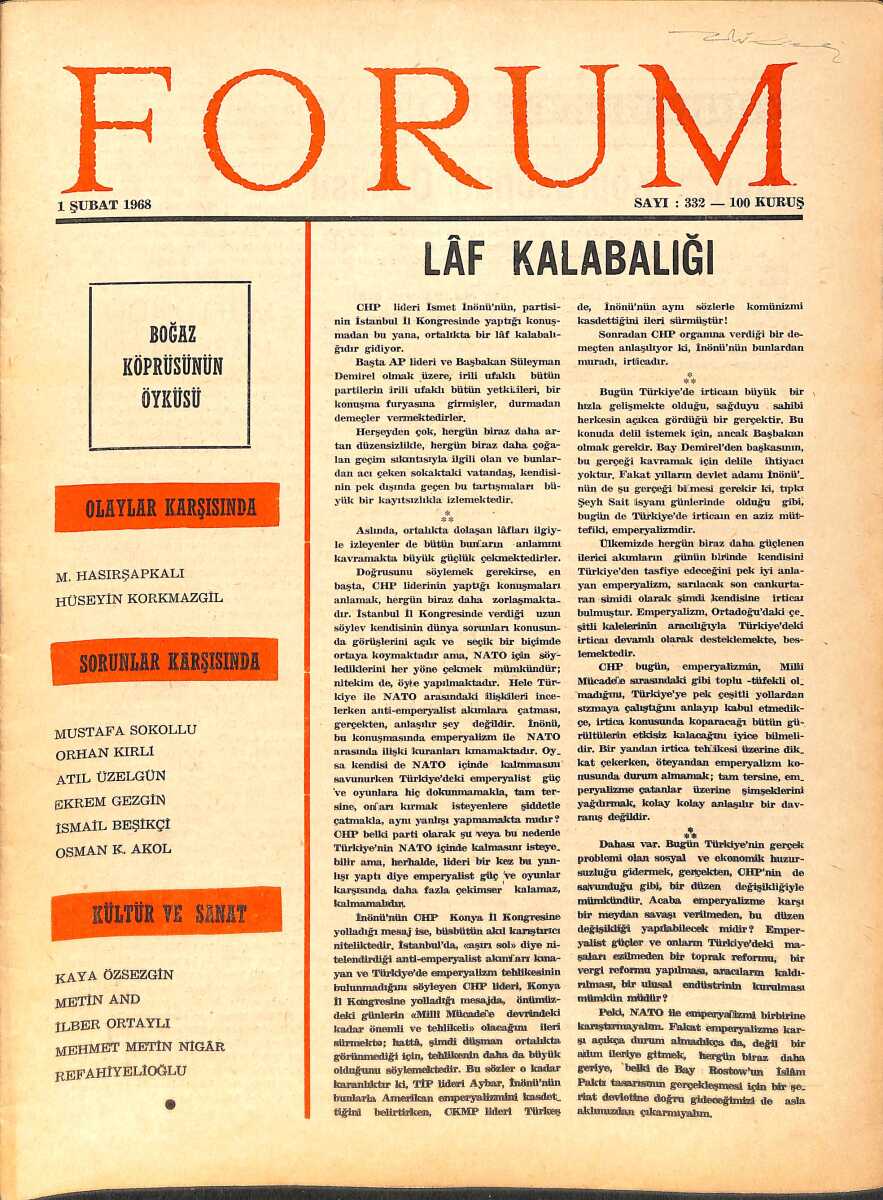 FORUM
1 ŞUBAT 1968
SAYI : 332 — 100 KURUŞ
BOĞAZ
KÖPRÜSÜNÜN
ÖYKÜSÜ
OLAYLAR KARŞISINDA
M. HASIRŞAPKALI
HÜSEYİN KORKMAZGİL
SORUNLAR KARŞISINDA
MUSTAFA SOKOLLU
ORHAN KIRLI
ATIL ÜZELGÜN
EKREM GEZGİN
İSMAİL BEŞİKÇİ
OSMAN K. AKOL
KÜLTÜR VE SANAT
KAYA ÖZSEZGİN
METİN AND
İLBER ORTAYLI
MEHMET METİN NİGÂR
REFAHİYELİOĞLU
LÂF KALABALIĞI
CHP lideri İsmet İnönü'nün, partisi-
nin İstanbul İl Kongresinde yaptığı konuş-
madan bu yana, ortalıkta bir lâf kalabalı-
ğıdır gidiyor.
Başta AP lideri ve Başbakan Süleyman
Demirel olmak üzere, irili ufaklı bütün
partilerin irili ufaklı bütün yetkilileri, bir
konuşma furyasına girmişler, durmadan
demeçler vermektedirler.
Herşeyden çok, hergün biraz daha ar-
tan düzensizlikle, hergün biraz daha çoğa-
lan geçim sıkıntısıyla ilgili olan ve bunlar-
dan acı çeken sokaktaki vatandaş, kendisi-
nin pek dışında geçen bu tartışmaları bü-
yük bir kayıtsızlıkla izlemektedir.
*
**
Aslında, ortalıkta dolaşan lâfları ilgiy-
le izleyenler de bütün bunların anlamını
kavramakta büyük güçlük çekmektedirler.
Doğrusunu söylemek gerekirse, en
başta, CHP liderinin yaptığı konuşmaları
anlamak, hergün biraz daha zorlaşmakta-
dır. İstanbul İl Kongresinde verdiği uzun
söylev kendisinin dünya sorunları konusun-
da görüşlerini açık ve seçik bir biçimde
ortaya koymaktadır ama, NATO için söy-
lediklerini her yöne çekmek mümkündür;
nitekim de, öyle yapılmaktadır. Hele Tür-
kiye ile NATO arasındaki ilişkileri ince-
lerken anti-emperyalist akımlara çatması,
gerçekten, anlaşılır şey değildir. İnönü,
bu konuşmasında emperyalizm ile NATO
arasında ilişki kuranları kınamaktadır. Oy_
sa kendisi de NATO içinde kalınmasını
savunurken Türkiye'deki emperyalist güç
ve oyunlara hiç dokunmamakla, tam ter-
sine, onları kırmak isteyenlere şiddetle
çatmakla, aynı yanlışı yapmamakta mıdır?
CHP belki parti olarak şu veya bu nedenle
Türkiye'nin NATO içinde kalmasını isteye_
bilir ama, herhalde, lideri bir kez bu yan-
lışı yaptı diye emperyalist güç ve oyunlar
karşısında daha fazla çekimser kalamaz,
kalmamalıdır.
İnönü'nün CHP Konya İl Kongresine
yolladığı mesaj ise, büsbütün akıl karıştırıcı
niteliktedir. İstanbul'da, «aşırı sol» diye ni-
telendirdiği anti-emperyalist akımları kına-
yan ve Türkiye'de emperyalizm tehlikesinin
bulunmadığını söyleyen CHP lideri, Konya
İl Kongresine yolladığı mesajda, önümüz-
deki günlerin «Milli Mücadele devrindeki
kadar önemli ve tehlikeli» olacağını ileri
sürmekte; hattâ, şimdi düşman ortalıkta
görünmediği için, tehlikenin daha da büyük
olduğunu söylemektedir. Bu sözler o kadar
karanlıktır ki, TİP lideri Aybar, İnönü'nün
bunlarla Amerikan emperyalizmini kasdet_
tiğini belirtirken, CKMP lideri Türkeş
de, İnönü'nün aynı sözlerle komünizmi
kasdettiğini ileri sürmüştür!
Sonradan CHP organına verdiği bir de-
meçten anlaşılıyor ki, İnönü'nün bunlardan
muradı, irticadır.
*
**
Bugün Türkiye'de irticaın büyük bir
hızla gelişmekte olduğu, sağduyu sahibi
herkesin açıkca gördüğü bir gerçektir. Bu
konuda delil istemek için, ancak Başbakan
olmak gerekir. Bay Demirel'den başkasının,
bu gerçeği kavramak için delile ihtiyacı
yoktur. Fakat yılların devlet adamı İnönü'_
nün de şu gerçeği bilmesi gerekir ki, tıpkı
Şeyh Sait isyanı günlerinde olduğu gibi,
bugün de Türkiye'de irticaın en aziz müt-
tefiki, emperyalizmdir.
Ülkemizde hergün biraz daha güçlenen
ilerici akımların günün birinde kendisini
Türkiye'den tasfiye edeceğini pek iyi anla-
yan emperyalizm, sarılacak son cankurta-
ran simidi olarak şimdi kendisine irticaı
bulmuştur. Emperyalizm, Ortadoğu'daki çe_
şitli kalelerinin aracılığıyla Türkiye'deki
irticaı devamlı olarak desteklemekte, bes-
lemektedir.
CHP bugün, emperyalizmin, Milli
Mücadele sırasındaki gibi toplu -tüfekli ol_
madığını, Türkiye'ye pek çeşitli yollardan
sızmaya çalıştığını anlayıp kabul etmedik-
çe, irtica konusunda koparacağı bütün gü-
rültülerin etkisiz kalacağını iyice bilmeli-
dir. Bir yandan irtica tehlikesi üzerine dik_
kat çekerken, öteyandan emperyalizm ko-
nusunda durum almamak; tam tersine, em_
peryalizme çatanlar üzerine şimşeklerini
yağdırmak, kolay kolay anlaşılır bir dav-
ranış değildir.
*
**
Dahası var. Bugün Türkiye'nin gerçek
problemi olan sosyal ve ekonomik huzur-
suzluğu gidermek, gerçekten, CHP'nin de
savunduğu gibi, bir düzen değişikliğiyle
mümkündür. Acaba emperyalizme karşı
bir meydan savaşı verilmeden, bu düzen
değişikliği yapılabilecek midir? Emper-
yalist güçler ve onların Türkiye'deki ma-
şaları ezilmeden bir toprak reformu, bir
vergi reformu yapılması, aracıların kaldı-
rılması, bir ulusal endüstrinin kurulması
mümkün müdür?
Peki, NATO ile emperyalizmi birbirine
karıştırmayalım. Fakat emperyalizme kar-
şı açıkça durum almadıkça da, değil bir
adım ileriye gitmek, hergün biraz daha
geriye, belki de Bay Rostow'un İslâm
Paktı tasarısının gerçekleşmesi için bir şe_
riat devletine doğru gideceğimizi de asla
aklımızdan çıkarmıyalım.